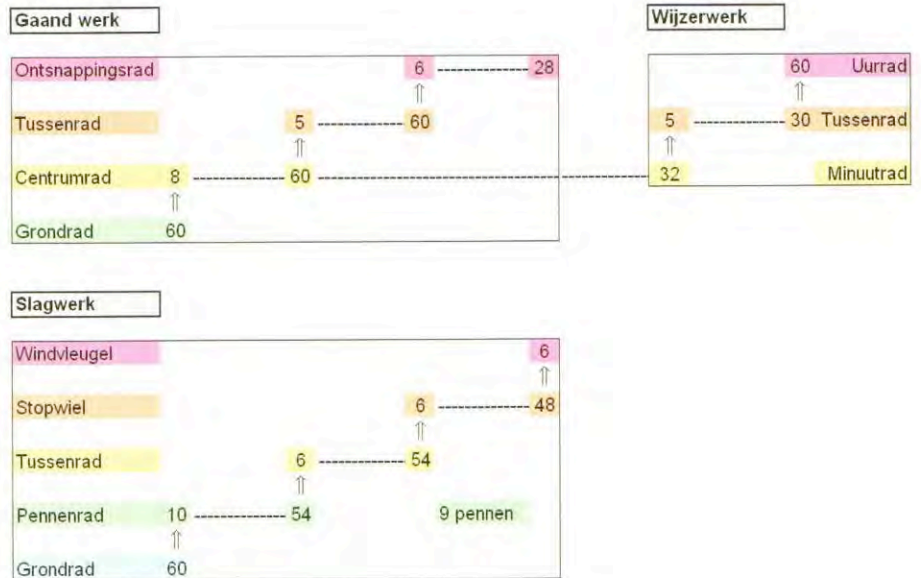 Gaand werk
Ontsnappingsrad 6 28
Tussenrad 5 60
Centrumrad 8 60
Grondrad 60
Wijzerwerk
60 Uurrad
5 30 Tussenrad
32 Minuutrad
Slagwerk
Windvleugel 6
Stopwiel 6 48
Tussenrad 6 54
Pennenrad 10 54 9 pennen
Grondrad 60